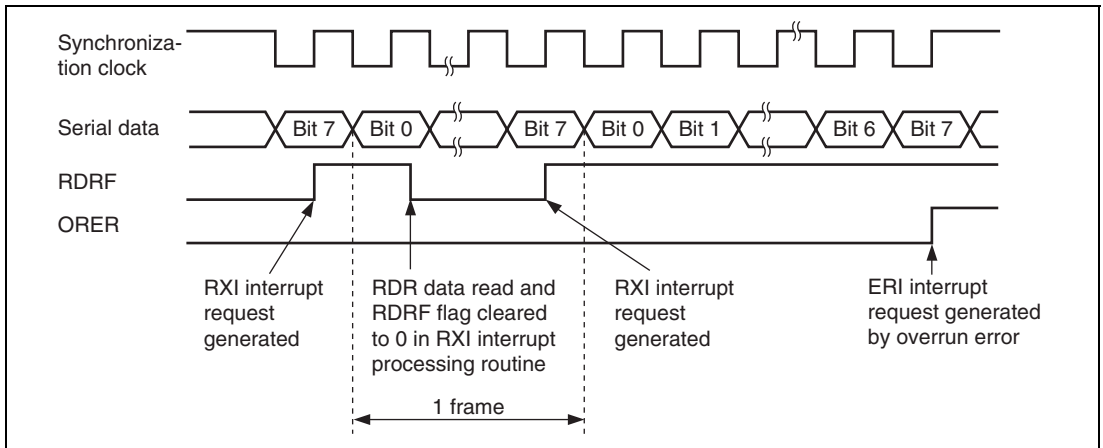 Synchroniza-
tion clock
Serial data
Bit 7
Bit 0
Bit 7
Bit 0
Bit 1
Bit 6
Bit 7
RDRF
ORER
RXI interrupt
request
generated
RDR data read and
RDRF flag cleared
to 0 in RXI interrupt
processing routine
RXI interrupt
request
generated
ERI interrupt
request generated
by overrun error
1 frame